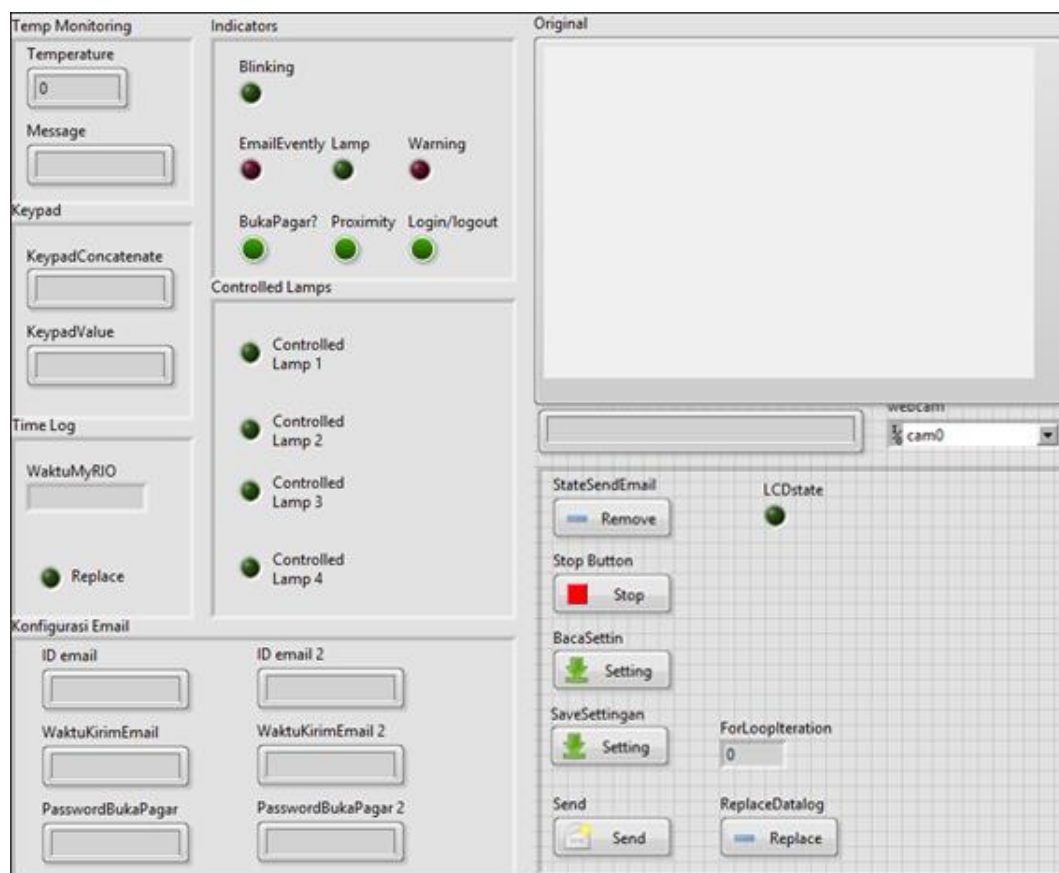 Temp Monitoring
Temperature
0
Message
Keypad
KeypadConcatenate
KeypadValue
Time Log
WaktuMyRIO
Replace
Indicators
Blinking
EmailEvently Lamp Warning
BukaPagar? Proximity Login/logout
Controlled Lamps
Controlled
Lamp 1
Controlled
Lamp 2
Controlled
Lamp 3
Controlled
Lamp 4
Konfigurasi Email
ID email
ID email 2
WaktuKirimEmail
WaktuKirimEmail 2
PasswordBukaPagar
PasswordBukaPagar 2
Original
webcam
cam0
StateSendEmail
Remove
LCDstate
Stop Button
Stop
BacaSettin
Setting
SaveSettingan
Setting
ForLoopIteration
0
Send
Send
ReplaceDatalog
Replace